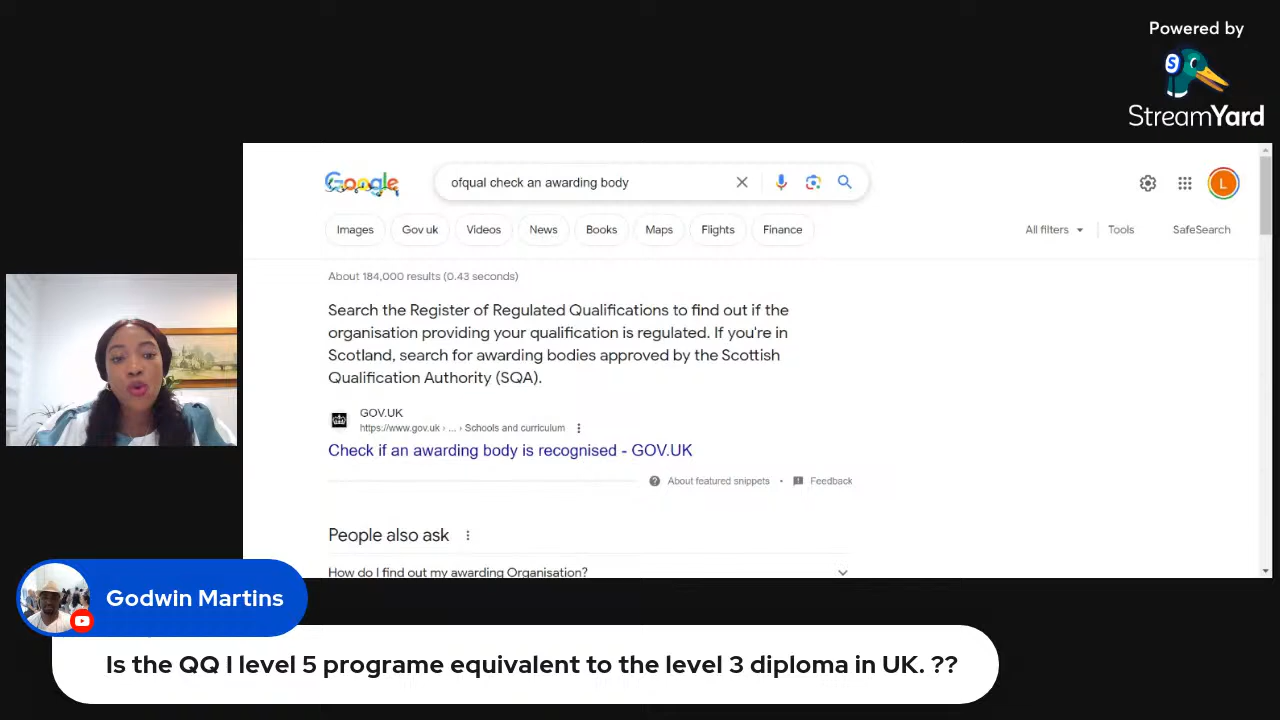 Powered by
StreamYard
Google
ofqual check an awarding body
L
Images
Gov uk
Videos
News
Books
Maps
Flights
Finance
All filters
Tools
SafeSearch
About 184,000 results (0.43 seconds)
Search the Register of Regulated Qualifications to find out if the
organisation providing your qualification is regulated. If you're in
Scotland, search for awarding bodies approved by the Scottish
Qualification Authority (SQA).
GOV.UK
https://www.gov.uk › ... › Schools and curriculum
Check if an awarding body is recognised - GOV.UK
About featured snippets • Feedback
People also ask
How do I find out my awarding Organisation?
Godwin Martins
Is the QQ I level 5 programe equivalent to the level 3 diploma in UK. ??